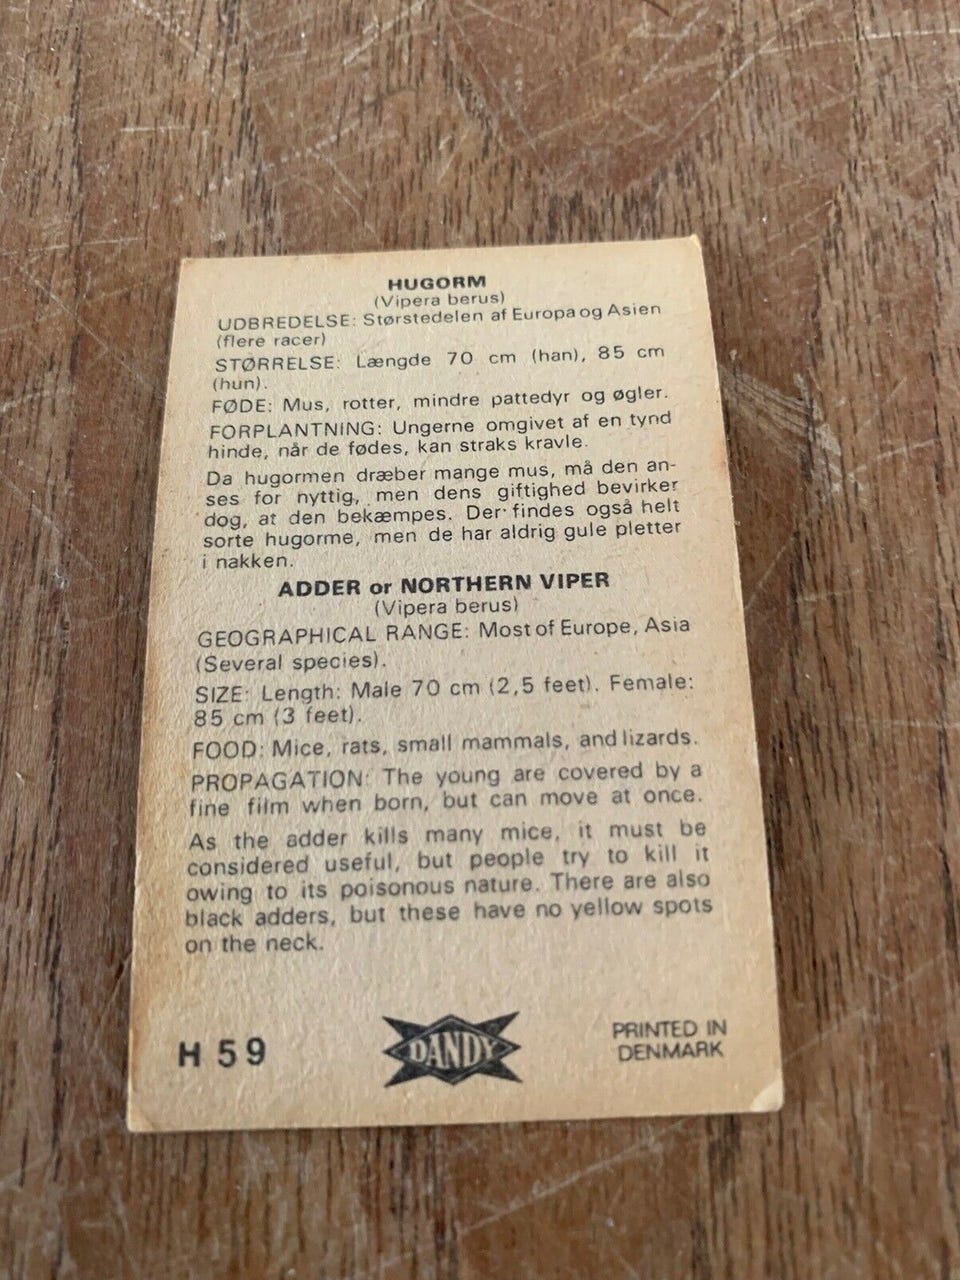 HUGORM
(Vipera berus)
UDBREDELSE: Størstedelen af Europa og Asien
(flere racer)
STØRRELSE: Længde 70 cm (han), 85 cm
(hun).
FØDE: Mus, rotter, mindre pattedyr og øgler.
FORPLANTNING: Ungerne omgivet af en tynd
hinde, når de fødes, kan straks kravle.
Da hugormen dræber mange mus, må den an-
ses for nyttig, men dens giftighed bevirker
dog, at den bekæmpes. Der findes også helt
sorte hugorme, men de har aldrig gule pletter
i nakken.
ADDER or NORTHERN VIPER
(Vipera berus)
GEOGRAPHICAL RANGE: Most of Europe, Asia
(Several species).
SIZE: Length: Male 70 cm (2,5 feet). Female:
85 cm (3 feet).
FOOD: Mice, rats, small mammals, and lizards.
PROPAGATION: The young are covered by a
fine film when born, but can move at once.
As the adder kills many mice, it must be
considered useful, but people try to kill it
owing to its poisonous nature. There are also
black adders, but these have no yellow spots
on the neck.
H 59
DANDY
PRINTED IN
DENMARK